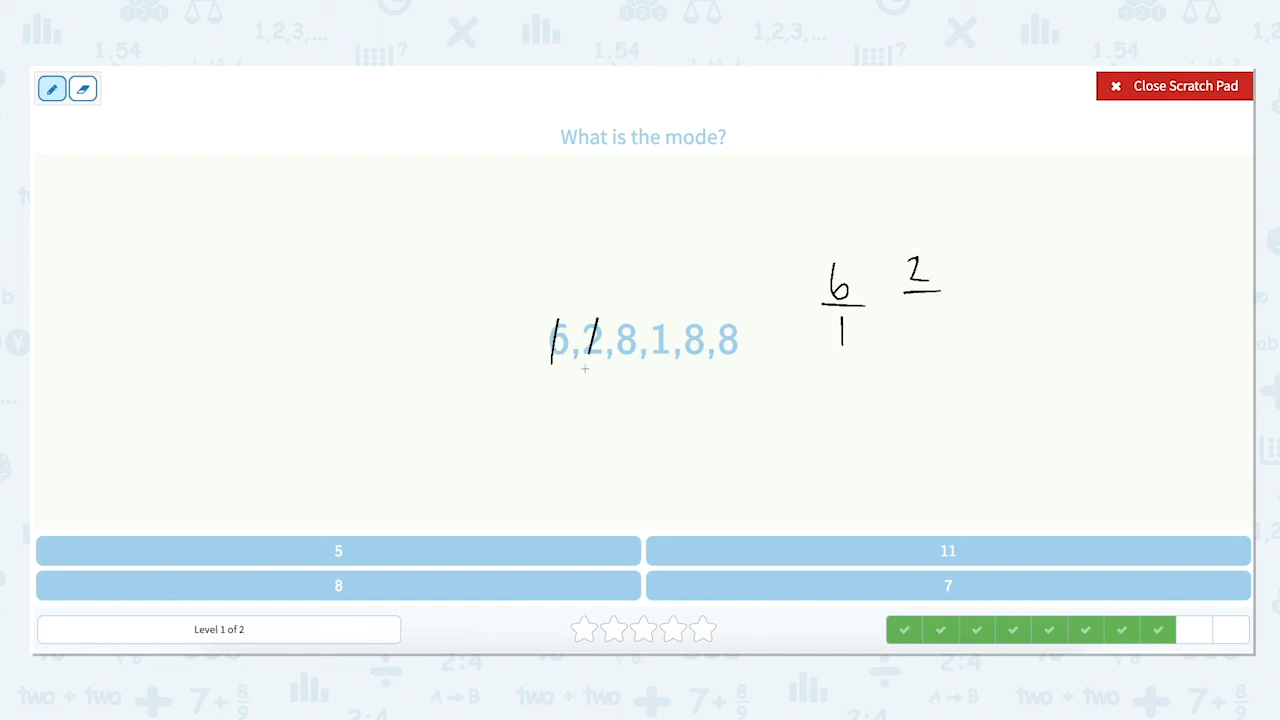 Close Scratch Pad
What is the mode?
6 2
1
6,2,8,1,8,8
5 11
8 7
Level 1 of 2